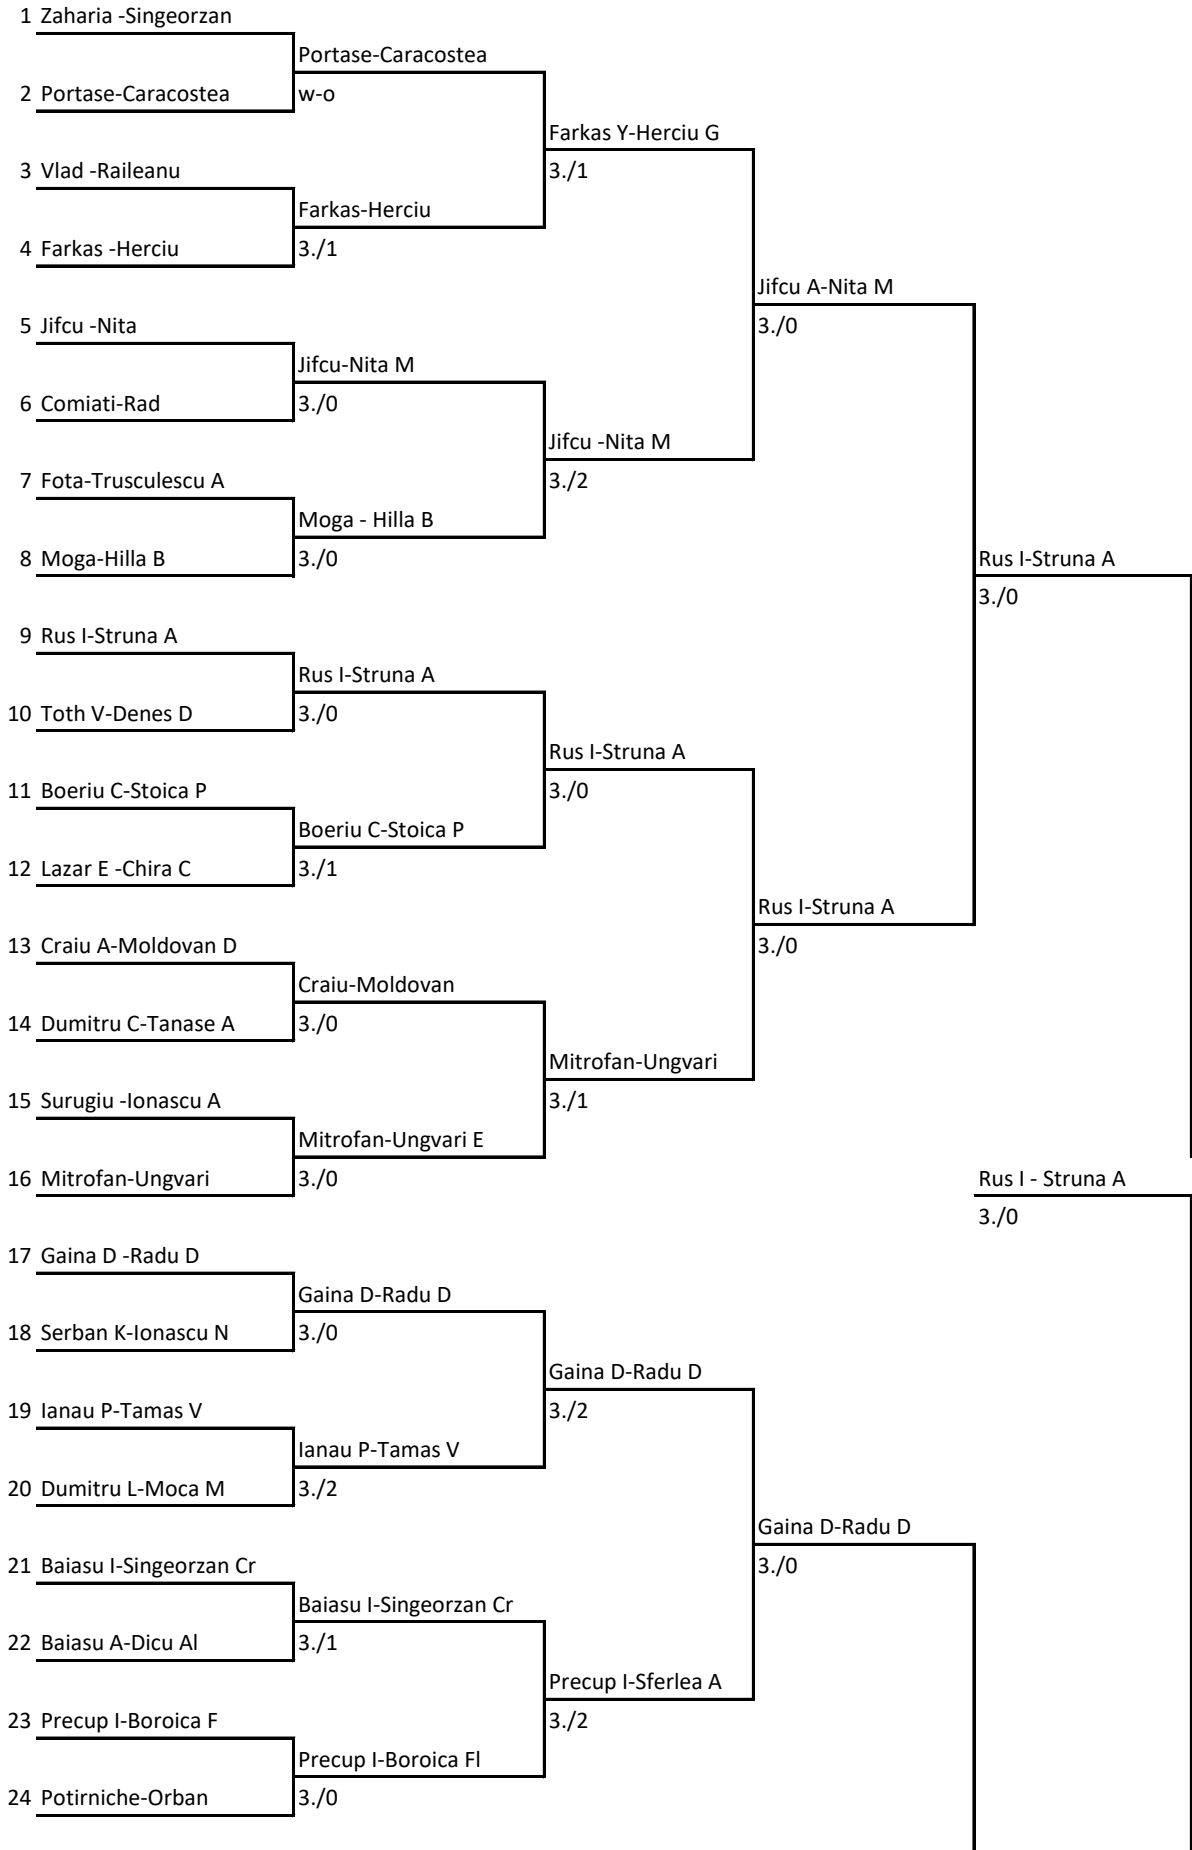 1 Zaharia -Singeorzan
Portase-Caracostea
2 Portase-Caracostea
w-o
Farkas Y-Herciu G
3 Vlad -Raileanu
3./1
Farkas-Herciu
4 Farkas -Herciu
3./1
Jifcu A-Nita M
5 Jifcu -Nita
3./0
Jifcu-Nita M
6 Comiati-Rad
3./0
Jifcu -Nita M
7 Fota-Trusculescu A
3./2
Moga - Hilla B
8 Moga-Hilla B
3./0
Rus I-Struna A
3./0
9 Rus I-Struna A
Rus I-Struna A
10 Toth V-Denes D
3./0
Rus I-Struna A
11 Boeriu C-Stoica P
3./0
Boeriu C-Stoica P
12 Lazar E -Chira C
3./1
Rus I-Struna A
13 Craiu A-Moldovan D
3./0
Craiu-Moldovan
14 Dumitru C-Tanase A
3./0
Mitrofan-Ungvari
15 Surugiu -Ionascu A
3./1
Mitrofan-Ungvari E
16 Mitrofan-Ungvari
3./0
Rus I - Struna A
3./0
17 Gaina D -Radu D
Gaina D-Radu D
18 Serban K-Ionascu N
3./0
Gaina D-Radu D
19 Ianau P-Tamas V
3./2
Ianau P-Tamas V
20 Dumitru L-Moca M
3./2
Gaina D-Radu D
21 Baiasu I-Singeorzan Cr
3./0
Baiasu I-Singeorzan Cr
22 Baiasu A-Dicu Al
3./1
Precup I-Sferlea A
23 Precup I-Boroica F
3./2
Precup I-Boroica Fl
24 Potirniche-Orban
3./0